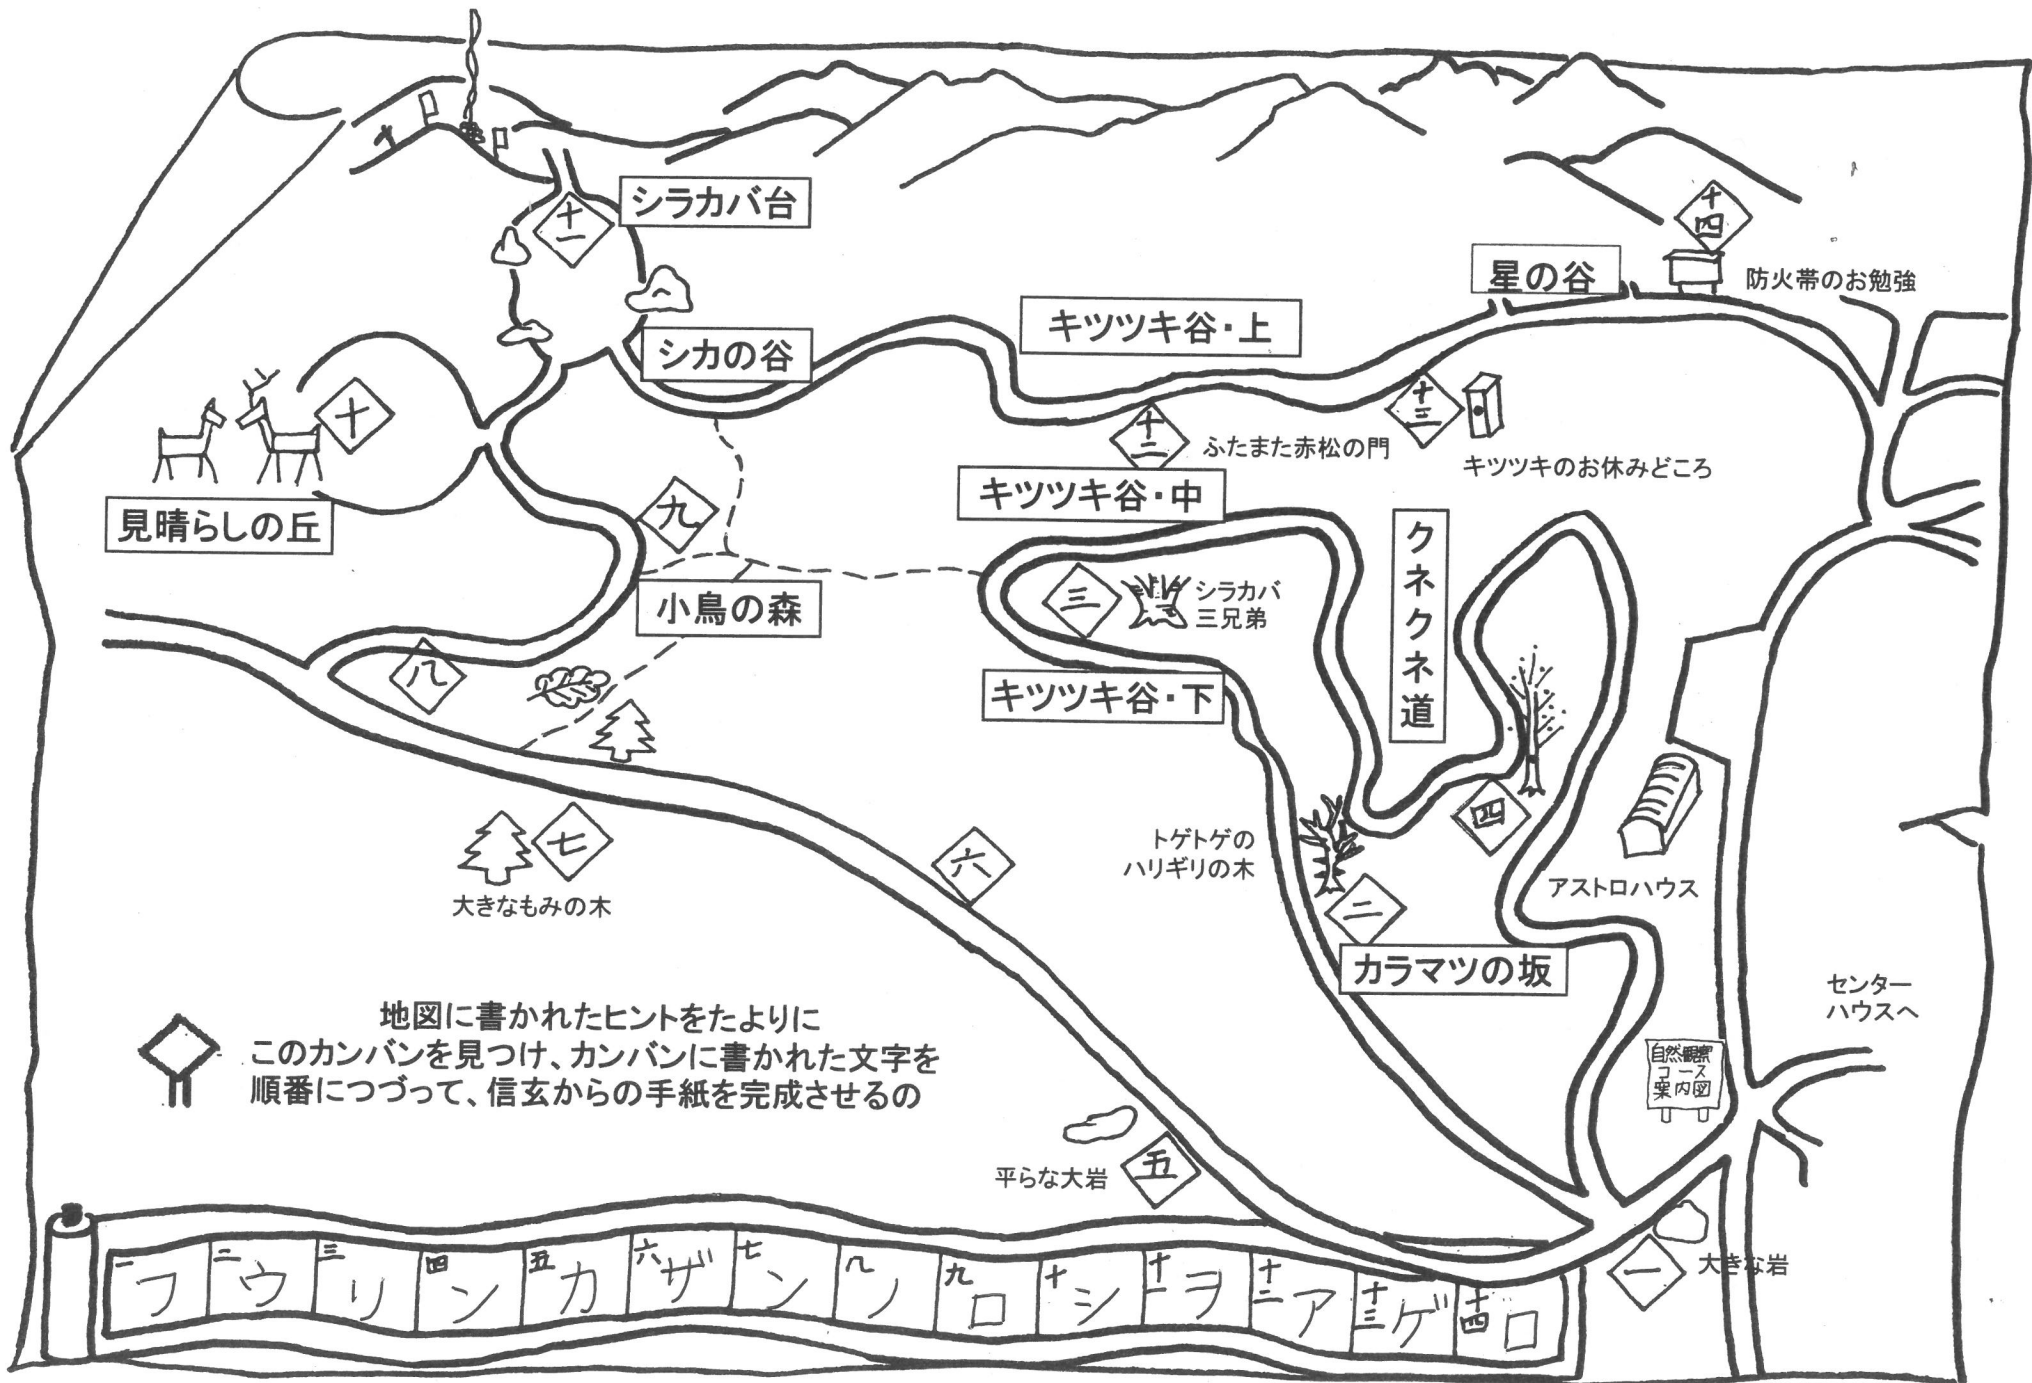 十一
シラカバ台
十四
星の谷
防火帯のお勉強
キツツキ谷・上
シカの谷
十
十三
十二
ふたまた赤松の門
キツツキのお休みどころ
キツツキ谷・中
見晴らしの丘
九
クネクネ道
三
シラカバ
三兄弟
小鳥の森
八
キツツキ谷・下
四
七
六
トゲトゲの
ハリギリの木
大きなもみの木
二
アストロハウス
カラマツの坂
センター
ハウスへ
地図に書かれたヒントをたよりに
このカンバンを見つけ、カンバンに書かれた文字を
順番につづって、信玄からの手紙を完成させるの
自然観察
コース
案内図
平らな大岩
五
一
大きな岩
一 フ 二 ウ 三 リ 四 ン 五 カ 六 ザ 七 ン 八 ノ 九 ロ 十 シ 十一 ヲ 十二 ア 十三 ゲ 十四 ロ